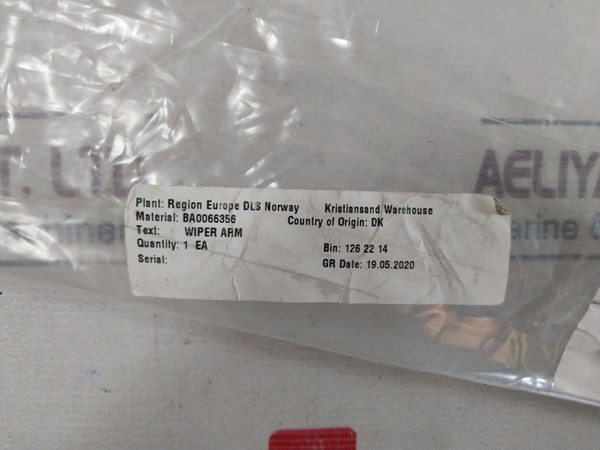 T. LTD
AELIYA
Plant: Region Europe DLS Norway Kristiansand Warehouse
Material: BA0066356 Country of Origin: DK
Text: WIPER ARM
Quantity: 1 EA Bin: 126 22 14
Serial: GR Date: 19.05.2020